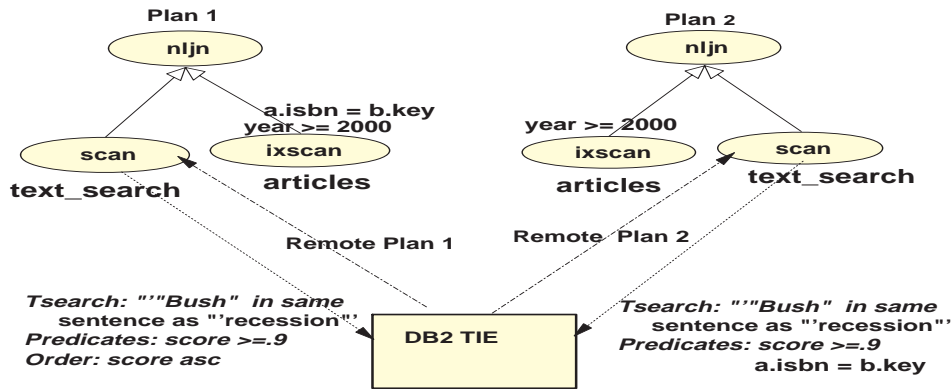 Plan 1
nljn
a.isbn = b.key
year >= 2000
scan
ixscan
text_search
articles
Plan 2
nljn
year >= 2000
ixscan
scan
articles
text_search
Remote Plan 1
Remote Plan 2
Tsearch: "'"Bush" in same
sentence as "'recession"'
Predicates: score >=.9
Order: score asc
DB2 TIE
Tsearch: "'"Bush" in same
sentence as "'recession"'
Predicates: score >=.9
a.isbn = b.key